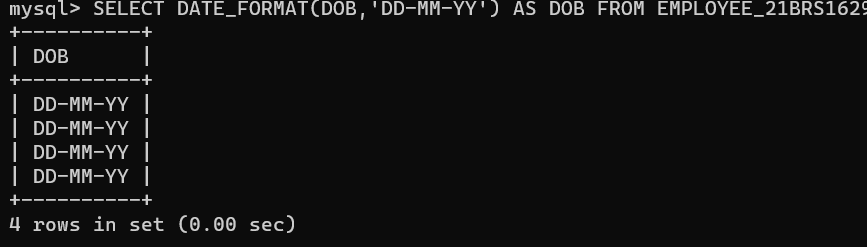 mysql> SELECT DATE_FORMAT(DOB,'DD-MM-YY') AS DOB FROM EMPLOYEE_21BRS1629
+----------+
| DOB      |
+----------+
| DD-MM-YY |
| DD-MM-YY |
| DD-MM-YY |
| DD-MM-YY |
+----------+
4 rows in set (0.00 sec)